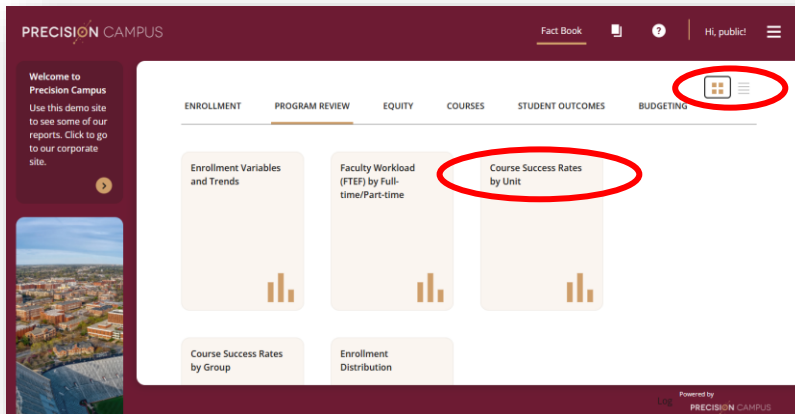 PRECISION CAMPUS
Fact Book
?
Hi, public!
Welcome to
Precision Campus
Use this demo site
to see some of our
reports. Click to go
to our corporate
site.
ENROLLMENT PROGRAM REVIEW EQUITY COURSES STUDENT OUTCOMES BUDGETING
Enrollment Variables
and Trends
Faculty Workload
(FTEF) by Full-
time/Part-time
Course Success Rates
by Unit
Course Success Rates
by Group
Enrollment
Distribution
Log
Powered by
PRECISION CAMPUS